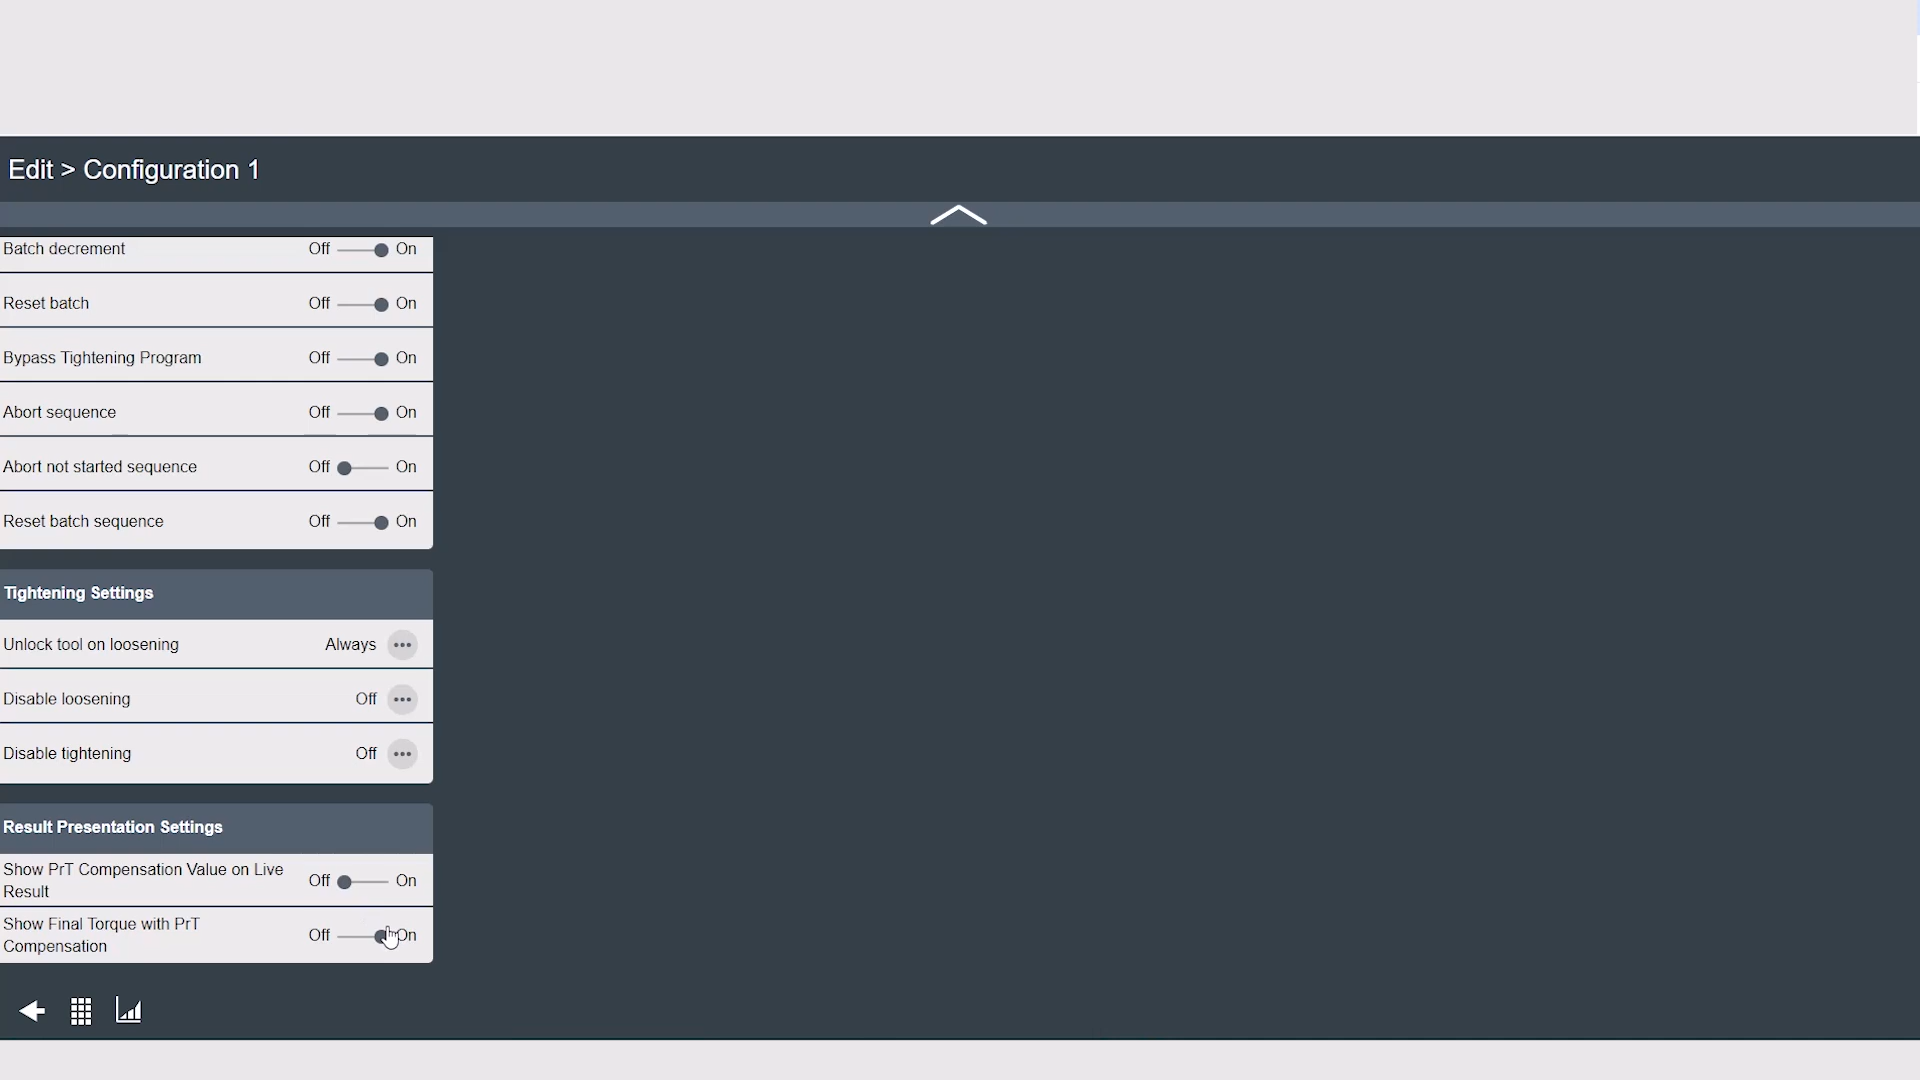 Edit > Configuration 1
Batch decrement Off On
Reset batch Off On
Bypass Tightening Program Off On
Abort sequence Off On
Abort not started sequence Off On
Reset batch sequence Off On
Tightening Settings
Unlock tool on loosening Always
Disable loosening Off
Disable tightening Off
Result Presentation Settings
Show PrT Compensation Value on Live
Result Off On
Show Final Torque with PrT
Compensation Off On